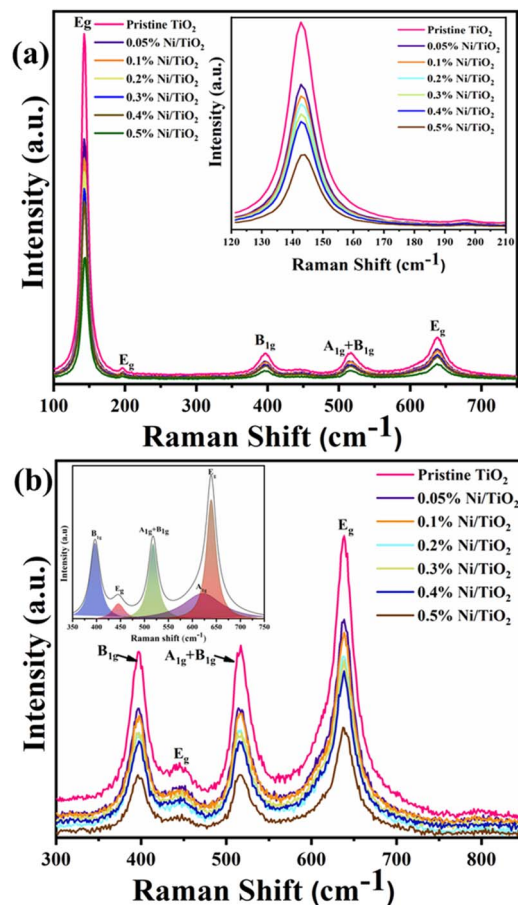 (a)
Eg
Pristine TiO2
0.05% Ni/TiO2
0.1% Ni/TiO2
0.2% Ni/TiO2
0.3% Ni/TiO2
0.4% Ni/TiO2
0.5% Ni/TiO2
Pristine TiO2
0.05% Ni/TiO2
0.1% Ni/TiO2
0.2% Ni/TiO2
0.3% Ni/TiO2
0.4% Ni/TiO2
0.5% Ni/TiO2
Intensity (a.u.)
120 130 140 150 160 170 180 190 200 210
Raman Shift (cm-1)
Intensity (a.u.)
Eg
B1g
A1g+B1g
Eg
100 200 300 400 500 600 700
Raman Shift (cm-1)
(b)
Intensity (a.u)
B1g
Eg
A1g+B1g
Eg
350 400 450 500 550 600 650 700 750
Raman shift (cm-1)
Pristine TiO2
0.05% Ni/TiO2
0.1% Ni/TiO2
0.2% Ni/TiO2
0.3% Ni/TiO2
0.4% Ni/TiO2
0.5% Ni/TiO2
Intensity (a.u.)
B1g
Eg
A1g+B1g
Eg
300 400 500 600 700 800
Raman Shift (cm-1)